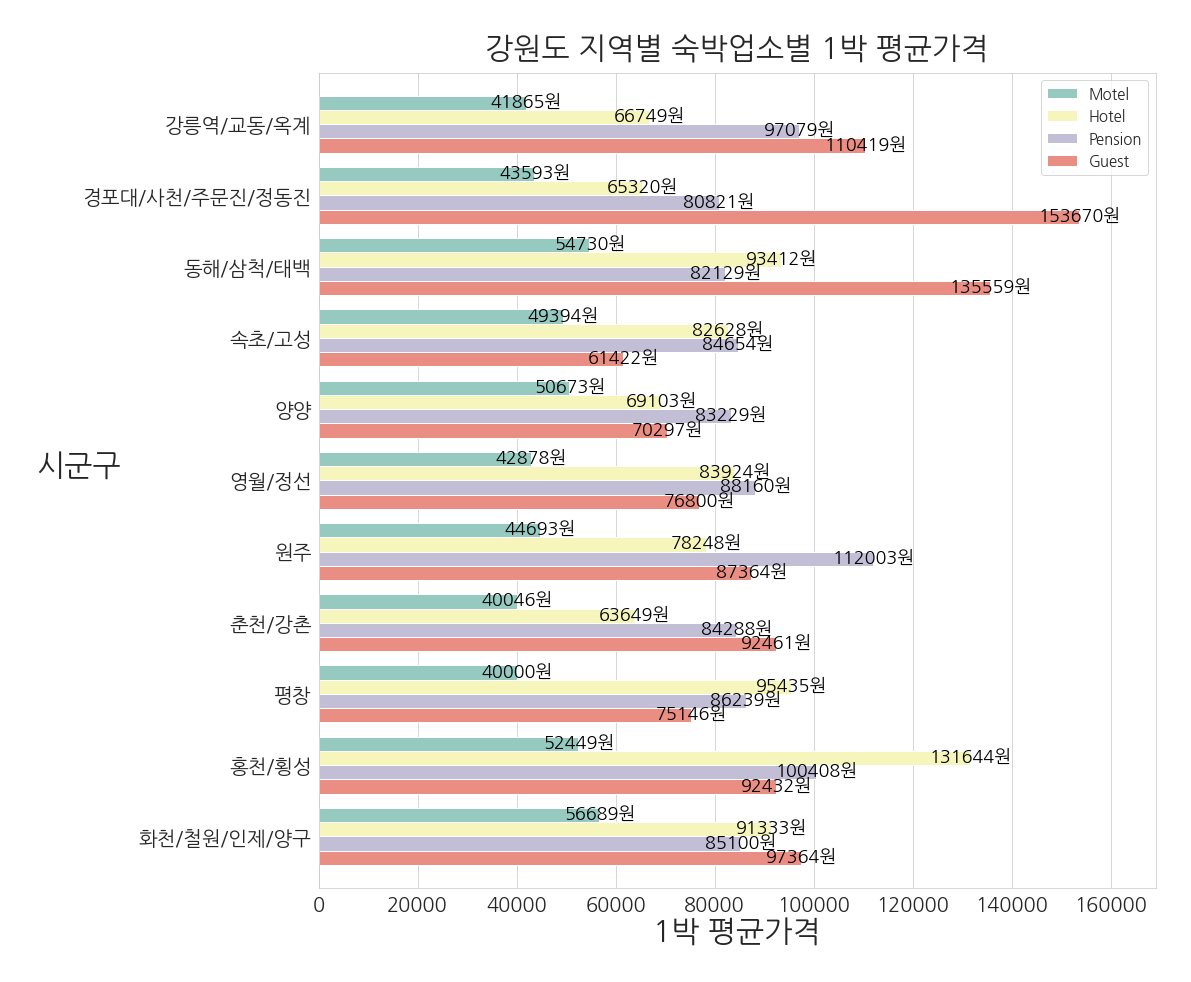 강원도 지역별 숙박업소별 1박 평균가격
Motel
Hotel
Pension
Guest
시군구
강릉역/교동/옥계
41865원
66749원
97079원
110419원
경포대/사천/주문진/정동진
43593원
65320원
80821원
153670원
동해/삼척/태백
54730원
93412원
82129원
135559원
속초/고성
49394원
82628원
84654원
61422원
양양
50673원
69103원
83229원
70297원
영월/정선
42878원
83924원
88160원
76800원
원주
44693원
78248원
112003원
87364원
춘천/강촌
40046원
63649원
84288원
92461원
평창
40000원
95435원
86239원
75146원
홍천/횡성
52449원
131644원
100408원
92432원
화천/철원/인제/양구
56689원
91333원
85100원
97364원
0 20000 40000 60000 80000 100000 120000 140000 160000
1박 평균가격